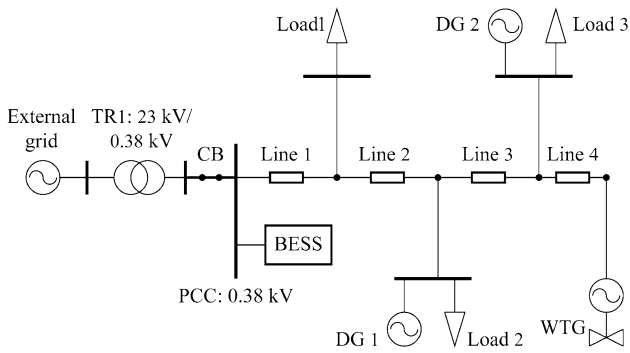 Load1
DG 2
Load 3
External
grid
TR1: 23 kV/
0.38 kV
CB
Line 1
Line 2
Line 3
Line 4
BESS
PCC: 0.38 kV
DG 1
Load 2
WTG